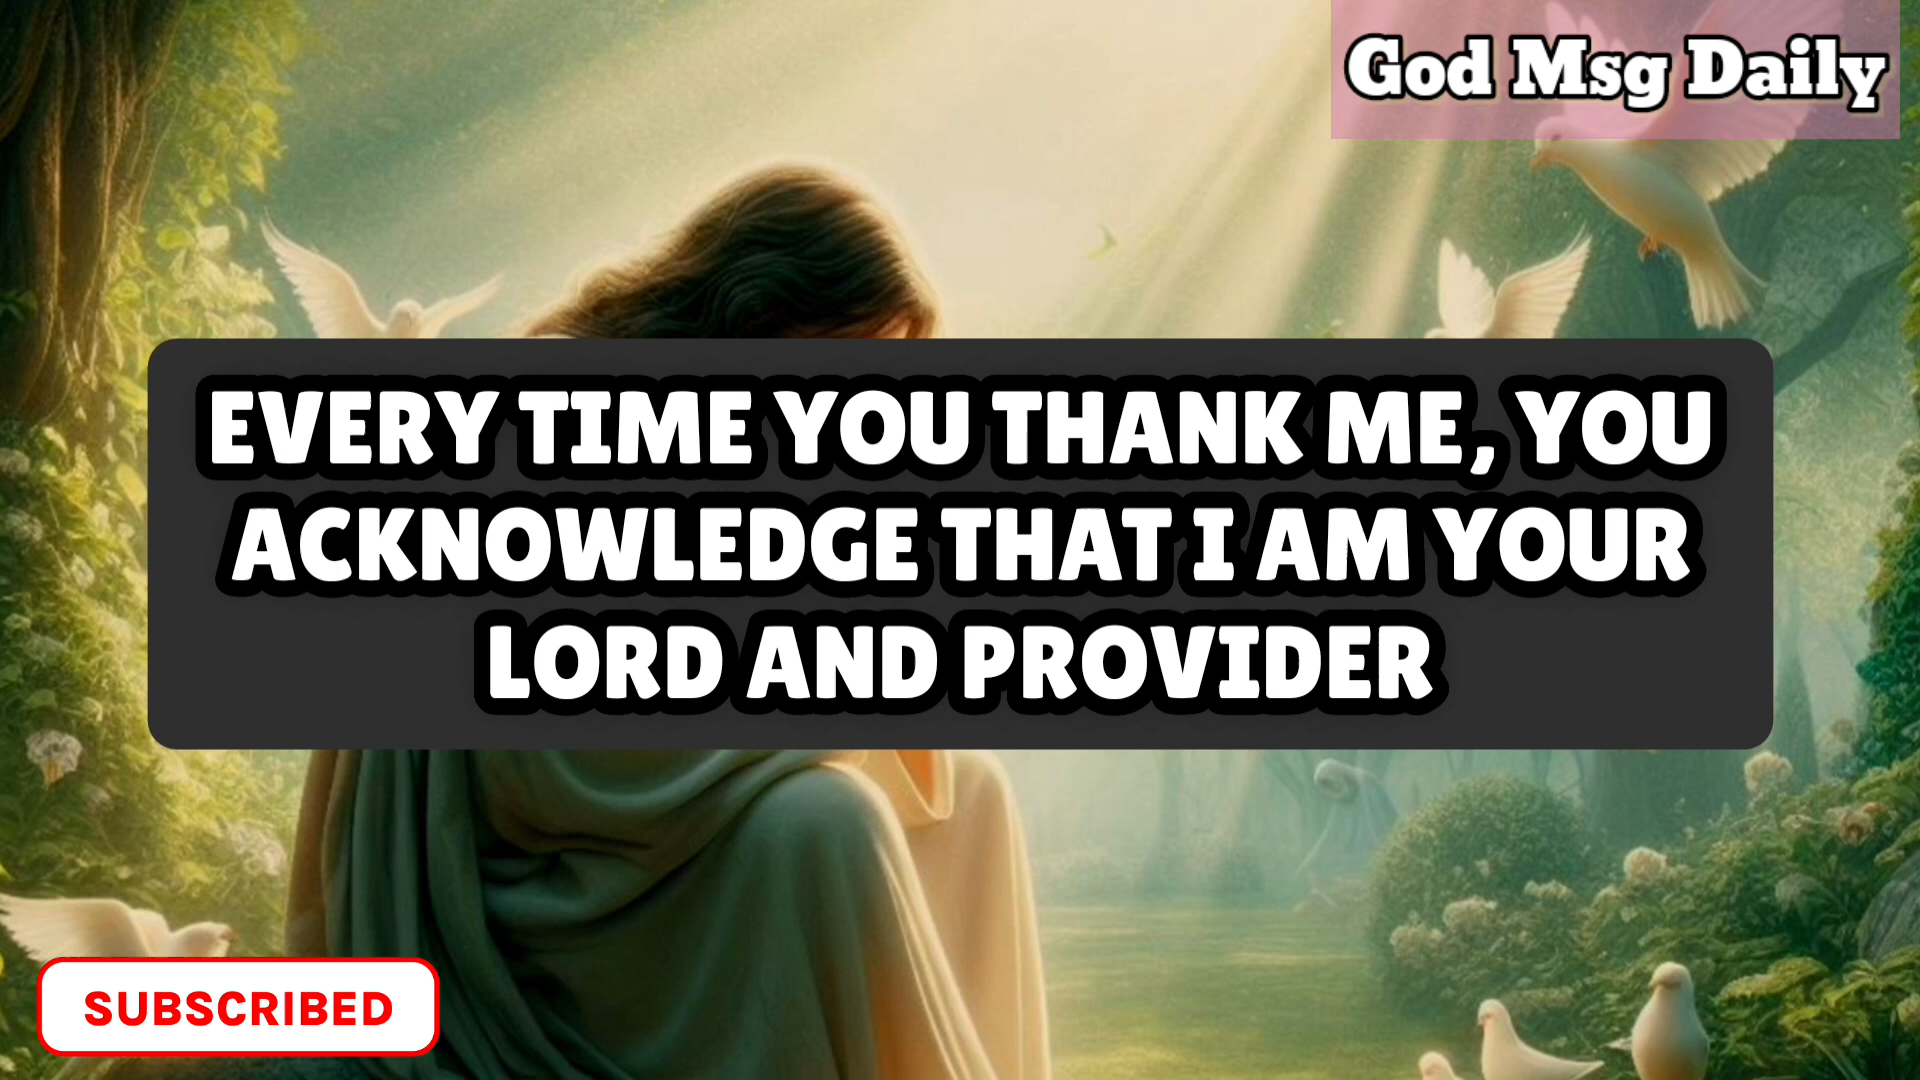 God Msg Daily
EVERY TIME YOU THANK ME, YOU
ACKNOWLEDGE THAT I AM YOUR
LORD AND PROVIDER
SUBSCRIBED